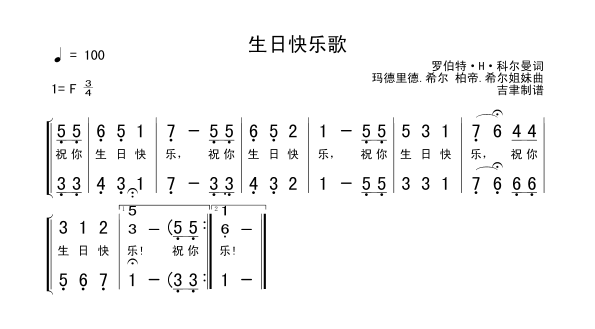 生日快乐歌
♩ = 100
罗伯特·H·科尔曼词
1=F 3/4
玛德里德.希尔 柏帝.希尔姐妹曲
吉聿制谱
5 5 | 6 5 1 | 7 - 5 5 | 6 5 2 | 1 - 5 5 | 5 3 1 | 7 6 4 4
祝你 生日快 乐, 祝你 生日快 乐, 祝你 生日快 乐, 祝你
3 3 | 4 3 1 | 7 - 3 3 | 4 3 2 | 1 - 5 5 | 3 3 1 | 7 6 6 6
1. 5 2. 1
3 1 2 | 3 - (5 5 :| 6 - |
生日快 乐! 祝你 乐!
5 6 7 | 1 - (3 3 :| 1 - |